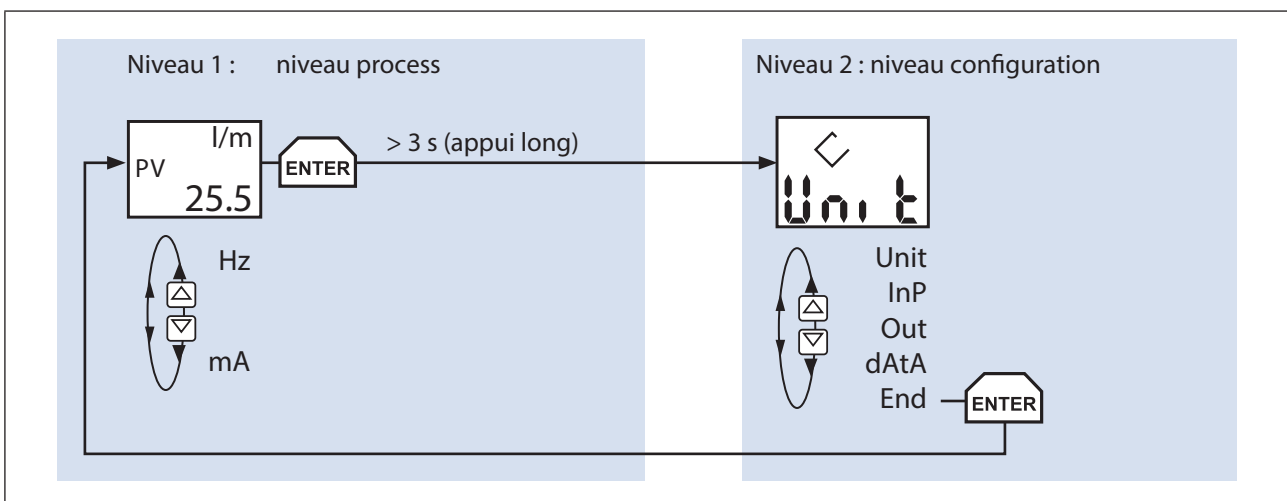 Niveau 1 : niveau process
l/m
PV
25.5
ENTER
> 3 s (appui long)
Hz
mA
Niveau 2 : niveau configuration
Unit
Unit
InP
Out
dAtA
End
ENTER